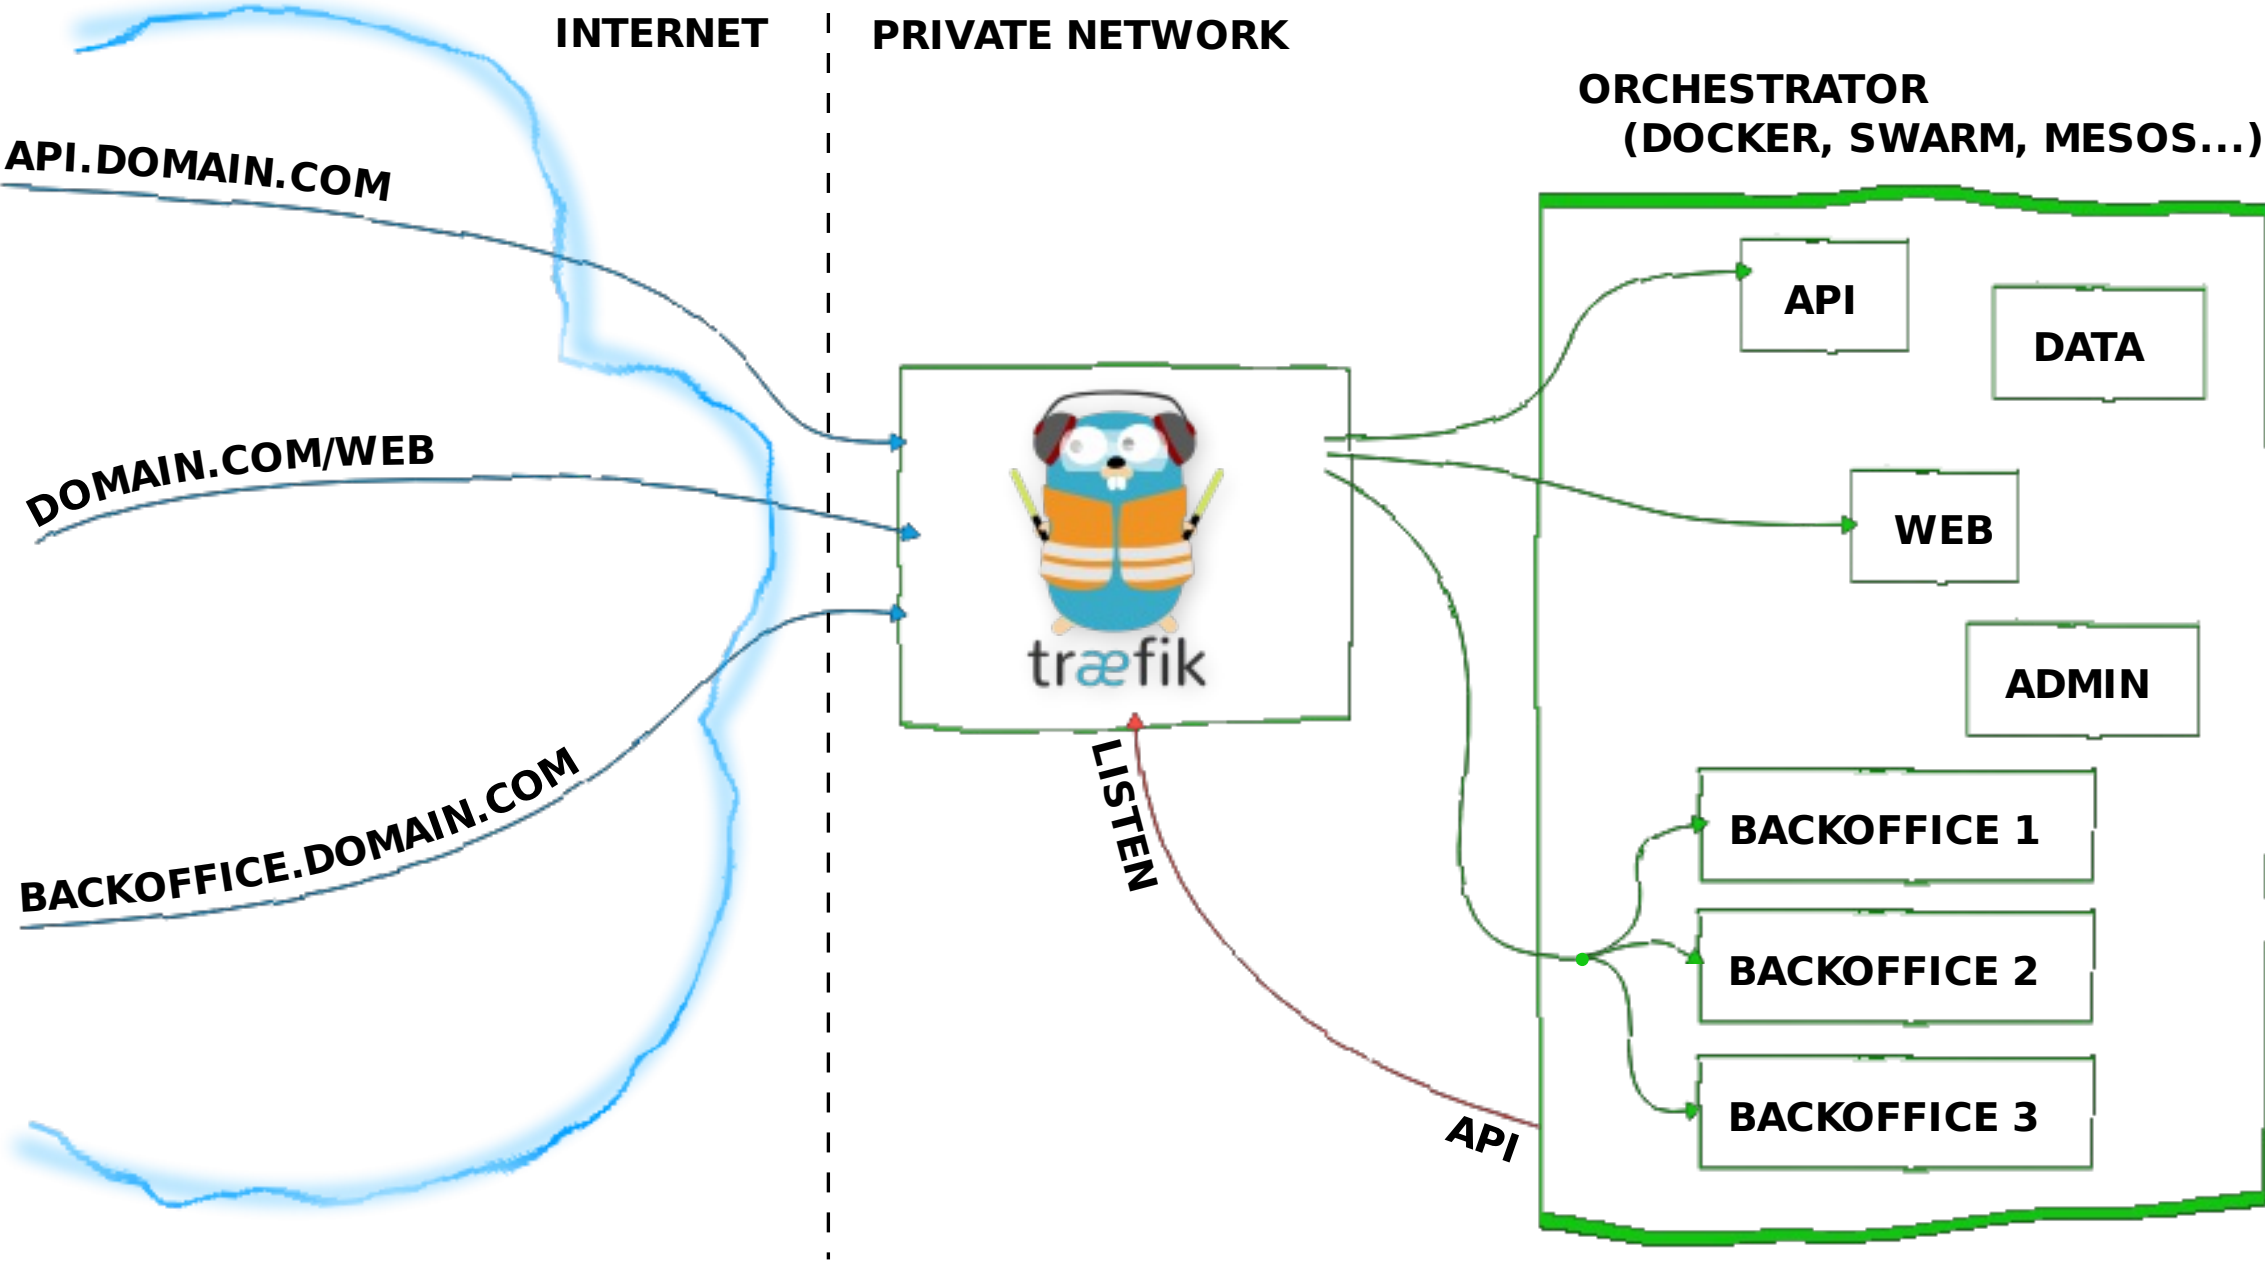 INTERNET
PRIVATE NETWORK
ORCHESTRATOR
(DOCKER, SWARM, MESOS...)
API.DOMAIN.COM
DOMAIN.COM/WEB
BACKOFFICE.DOMAIN.COM
træfik
LISTEN
API
API
DATA
WEB
ADMIN
BACKOFFICE 1
BACKOFFICE 2
BACKOFFICE 3